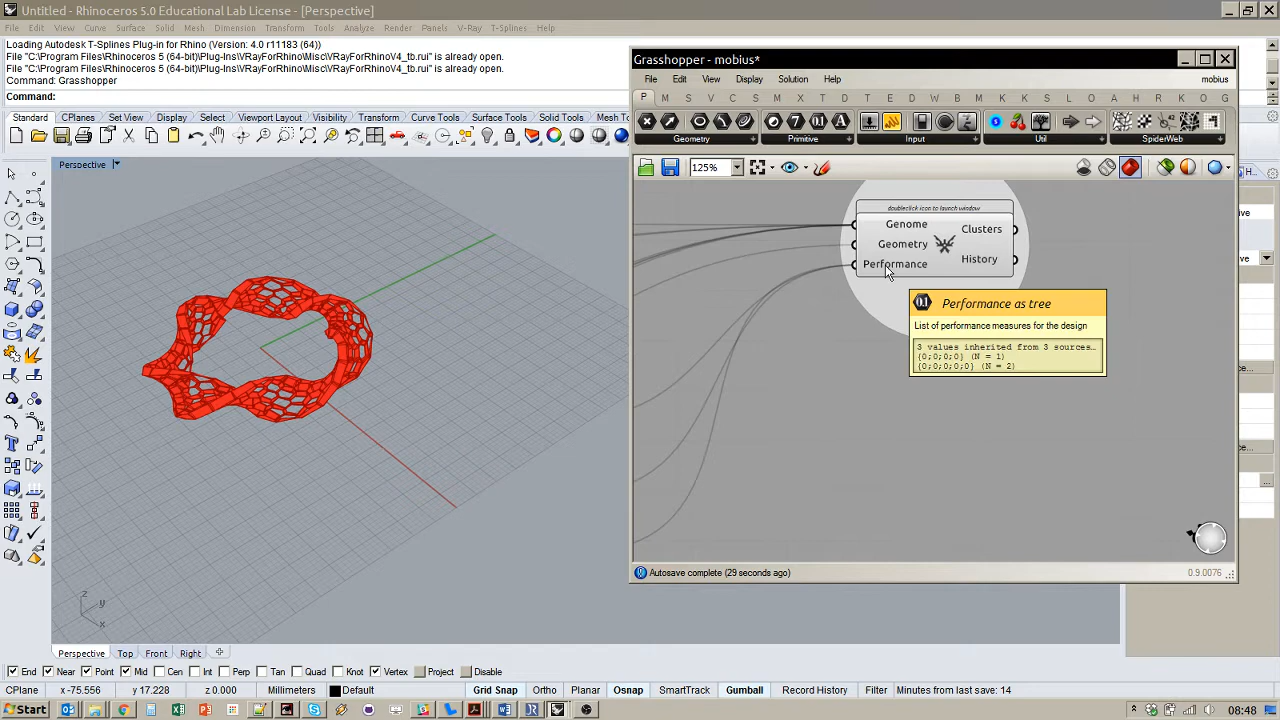 Untitled - Rhinoceros 5.0 Educational Lab License - [Perspective]
File Edit View Curve Surface Solid Mesh Dimension Transform Tools Analyze Render Panels V-Ray T-Splines Help
Loading Autodesk T-Splines Plug-in for Rhino (Version: 4.0 r11183 (64))
File "C:\Program Files\Rhinoceros 5 (64-bit)\Plug-Ins\VRayForRhino\Misc\VRayForRhinoV4_tb.rui" is already open.
File "C:\Program Files\Rhinoceros 5 (64-bit)\Plug-Ins\VRayForRhino\Misc\VRayForRhinoV4_tb.rui" is already open.
Command: Grasshopper
Command:
Standard CPlanes Set View Display Select Viewport Layout Visibility Transform Curve Tools Surface Tools Solid Tools Mesh To
Perspective
Grasshopper - mobius*
File Edit View Display Solution Help mobius
P M S V C S M X T D T E D W B M K K E D A H R K L O G
Geometry Primitive Input Util SpiderWeb
125%
doubleclick icon to launch window
Genome
Geometry
Performance
Clusters
History
0.1 Performance as tree
List of performance measures for the design
3 values inherited from 3 sources…
{0;0;0;0} (N = 1)
{0;0;0;0;0} (N = 2)
Autosave complete (29 seconds ago) 0.9.0076
z
y
x
Perspective Top Front Right
End Near Point Mid Cen Int Perp Tan Quad Knot Vertex Project Disable
CPlane x -75.556 y 17.228 z 0.000 Millimeters Default Grid Snap Ortho Planar Osnap SmartTrack Gumball Record History Filter Minutes from last save: 14
Start 08:48